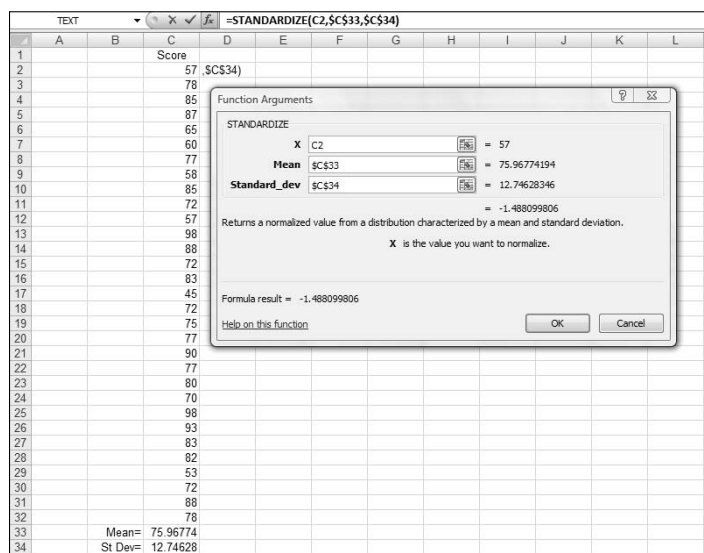 TEXT fx =STANDARDIZE(C2,$C$33,$C$34)
A B C D E F G H I J K L
1 Score
2 57 ,$C$34)
3 78
4 85
5 87
6 65
7 60
8 77
9 58
10 85
11 72
12 57
13 98
14 88
15 72
16 83
17 45
18 72
19 75
20 77
21 90
22 77
23 80
24 70
25 98
26 93
27 83
28 82
29 53
30 72
31 88
32 78
33 Mean= 75.96774
34 St Dev= 12.74628
Function Arguments
STANDARDIZE
X C2 = 57
Mean $C$33 = 75.96774194
Standard_dev $C$34 = 12.74628346
= -1.488099806
Returns a normalized value from a distribution characterized by a mean and standard deviation.
X is the value you want to normalize.
Formula result = -1.488099806
Help on this function OK Cancel